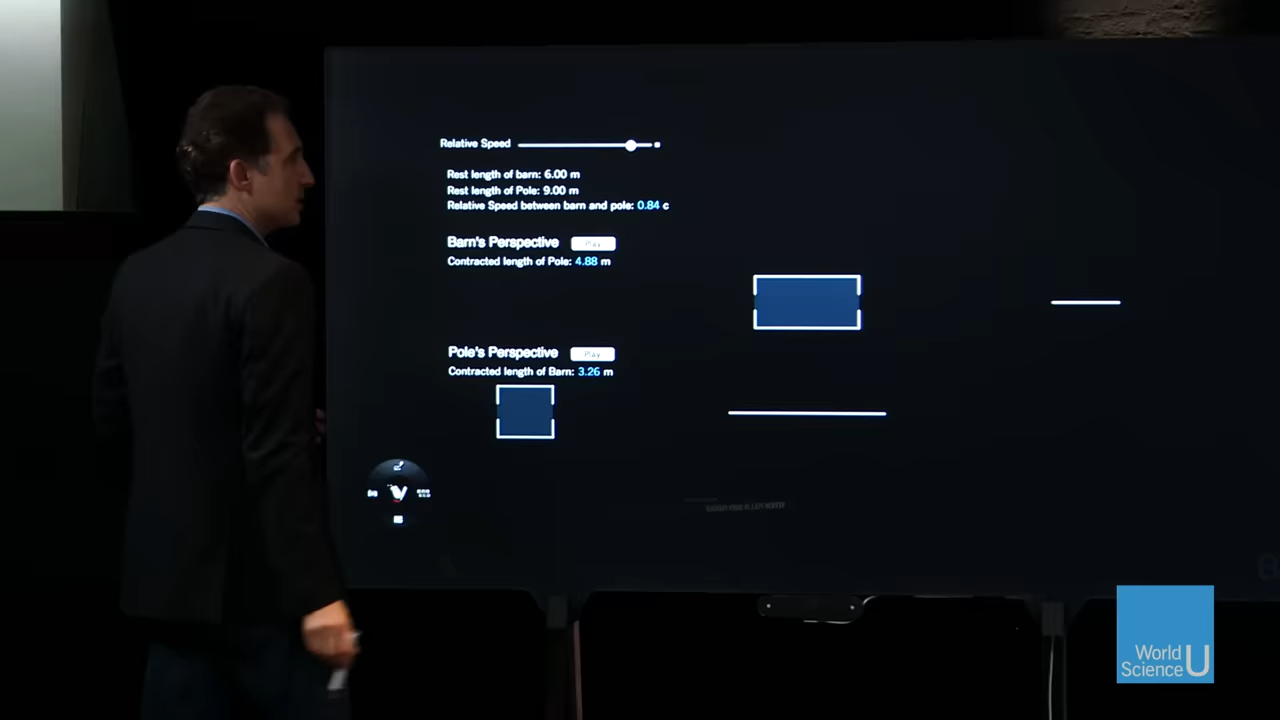 Relative Speed
Rest length of barn: 6.00 m
Rest length of Pole: 9.00 m
Relative Speed between barn and pole: 0.84 c
Barn's Perspective Play
Contracted length of Pole: 4.88 m
Pole's Perspective Play
Contracted length of Barn: 3.26 m
World
Science U